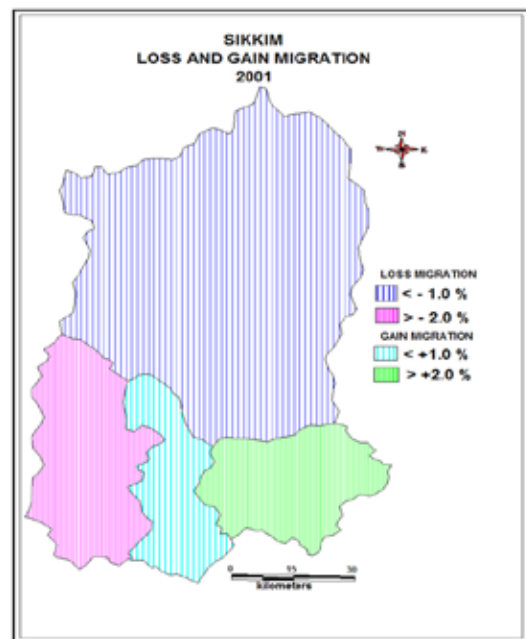 SIKKIM
LOSS AND GAIN MIGRATION
2001
N
W
E
S
LOSS MIGRATION
< - 1.0 %
> - 2.0 %
GAIN MIGRATION
< +1.0 %
> +2.0 %
0 15 30
kilometers